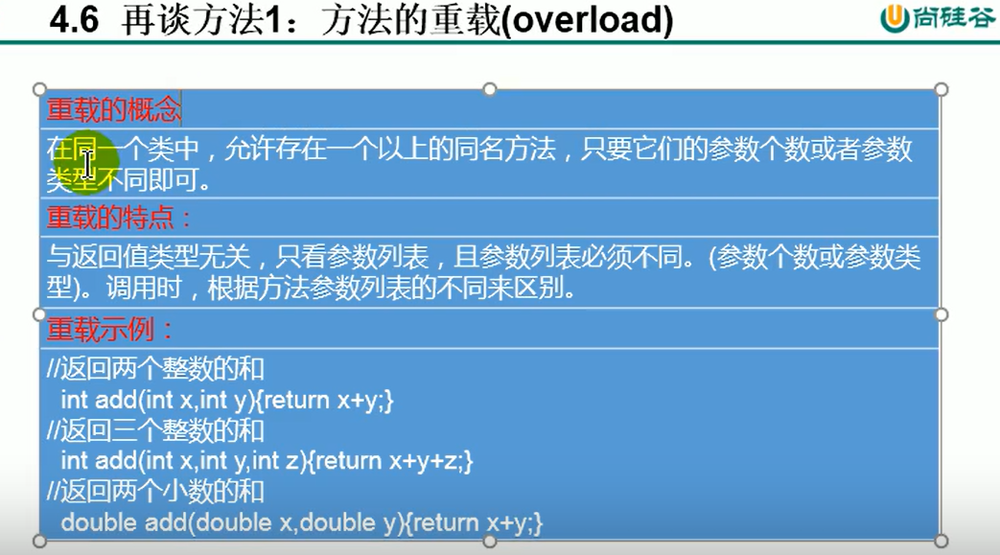 4.6 再谈方法1：方法的重载(overload)
尚硅谷
重载的概念
在同一个类中，允许存在一个以上的同名方法，只要它们的参数个数或者参数
类型不同即可。
重载的特点：
与返回值类型无关，只看参数列表，且参数列表必须不同。(参数个数或参数类
型)。调用时，根据方法参数列表的不同来区别。
重载示例：
//返回两个整数的和
int add(int x,int y){return x+y;}
//返回三个整数的和
int add(int x,int y,int z){return x+y+z;}
//返回两个小数的和
double add(double x,double y){return x+y;}